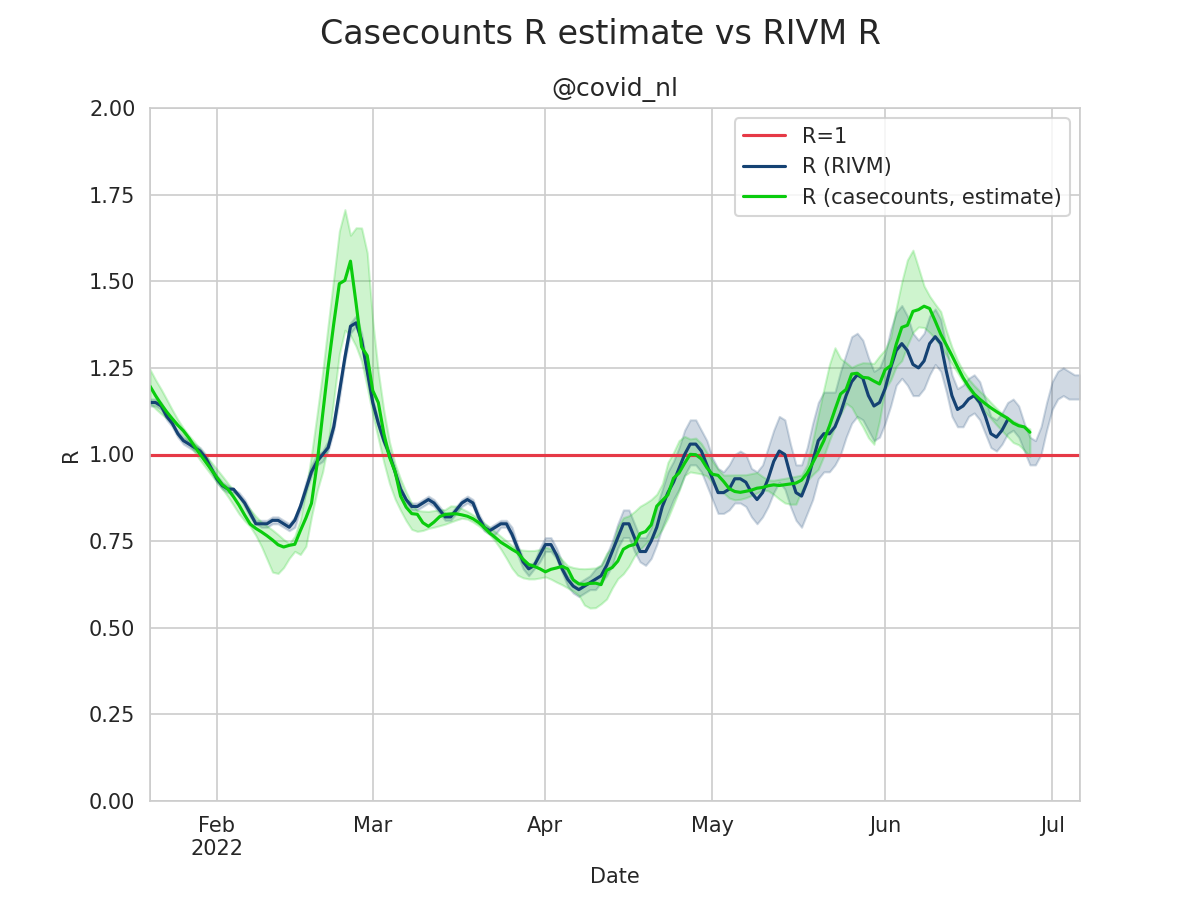 Casecounts R estimate vs RIVM R
@covid_nl
2.00
1.75
1.50
1.25
1.00
0.75
0.50
0.25
0.00
R
R=1
R (RIVM)
R (casecounts, estimate)
Feb
2022
Mar
Apr
May
Jun
Jul
Date